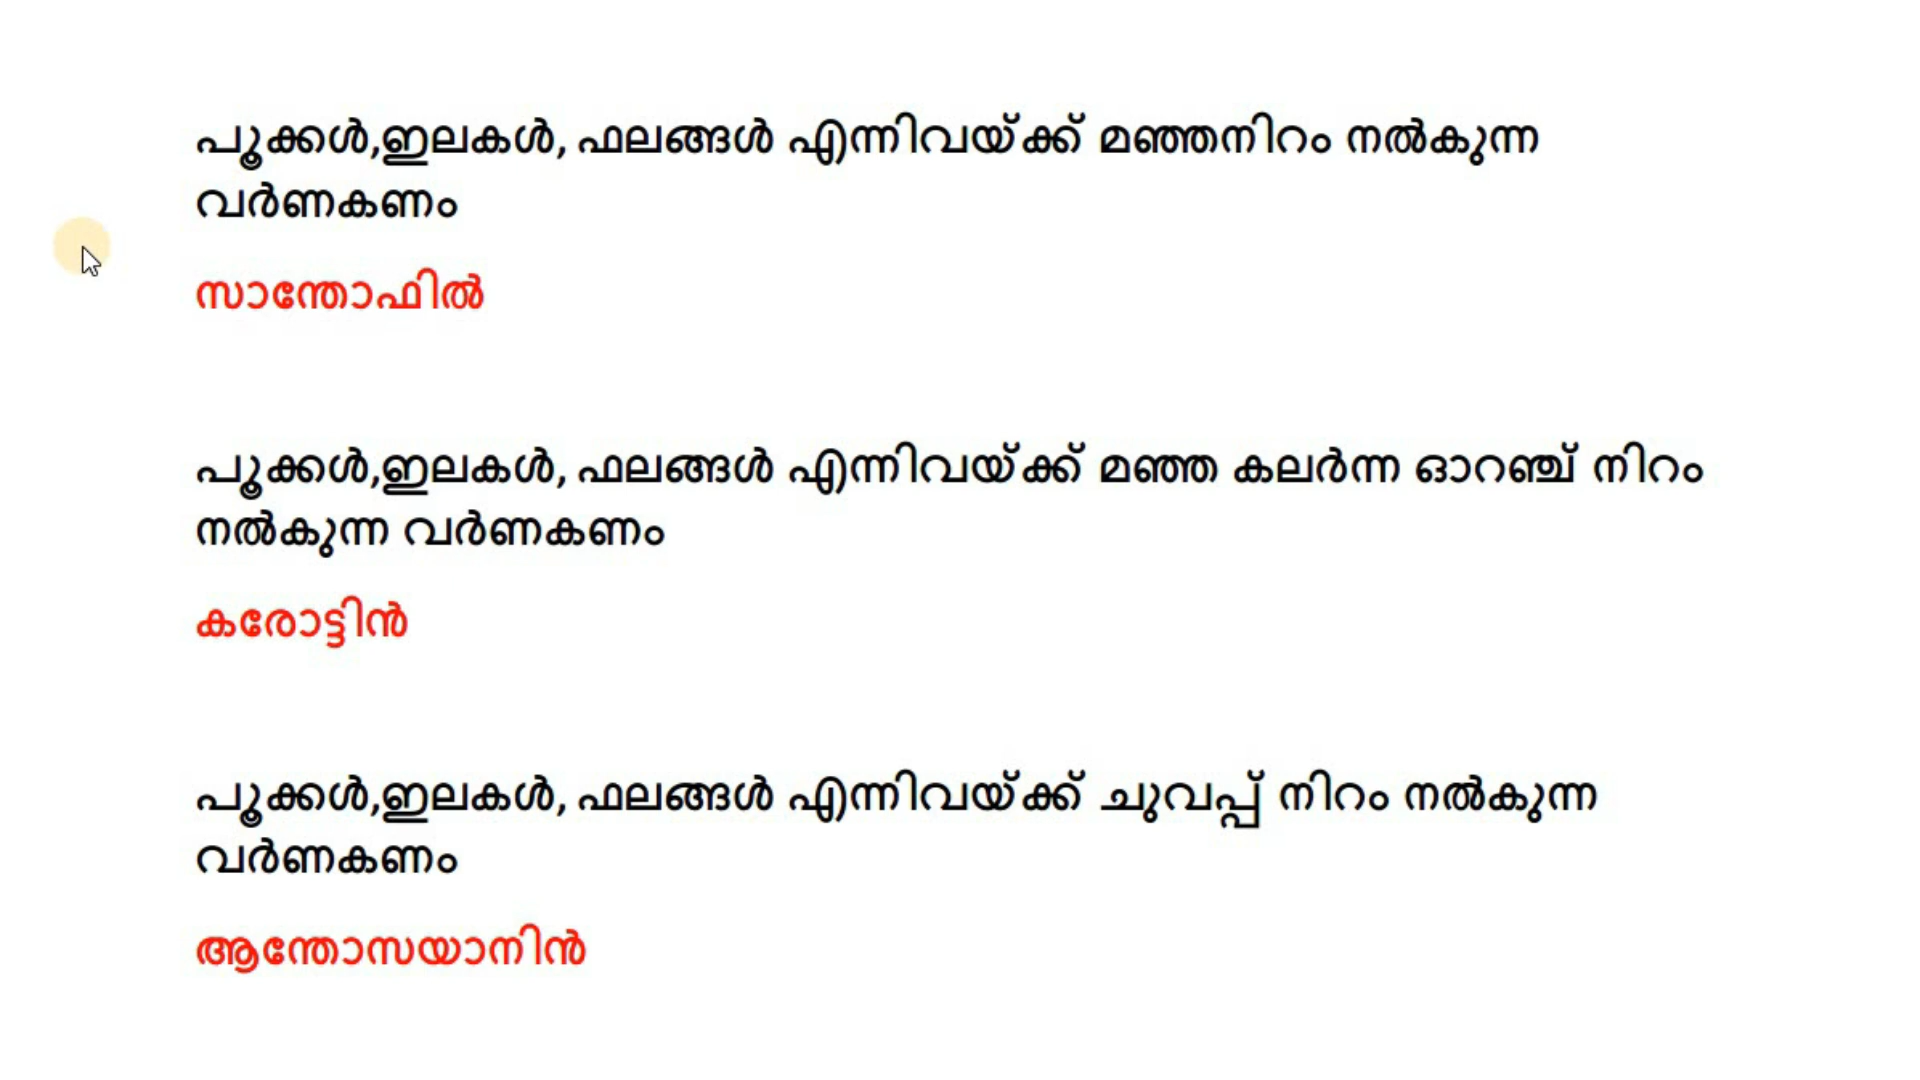 പൂക്കൾ,ഇലകൾ, ഫലങ്ങൾ എന്നിവയ്ക്ക് മഞ്ഞനിറം നൽകുന്ന
വർണകണം
സാന്തോഫിൽ
പൂക്കൾ,ഇലകൾ, ഫലങ്ങൾ എന്നിവയ്ക്ക് മഞ്ഞ കലർന്ന ഓറഞ്ച് നിറം
നൽകുന്ന വർണകണം
കരോട്ടിൻ
പൂക്കൾ,ഇലകൾ, ഫലങ്ങൾ എന്നിവയ്ക്ക് ചുവപ്പ് നിറം നൽകുന്ന
വർണകണം
ആന്തോസയാനിൻ